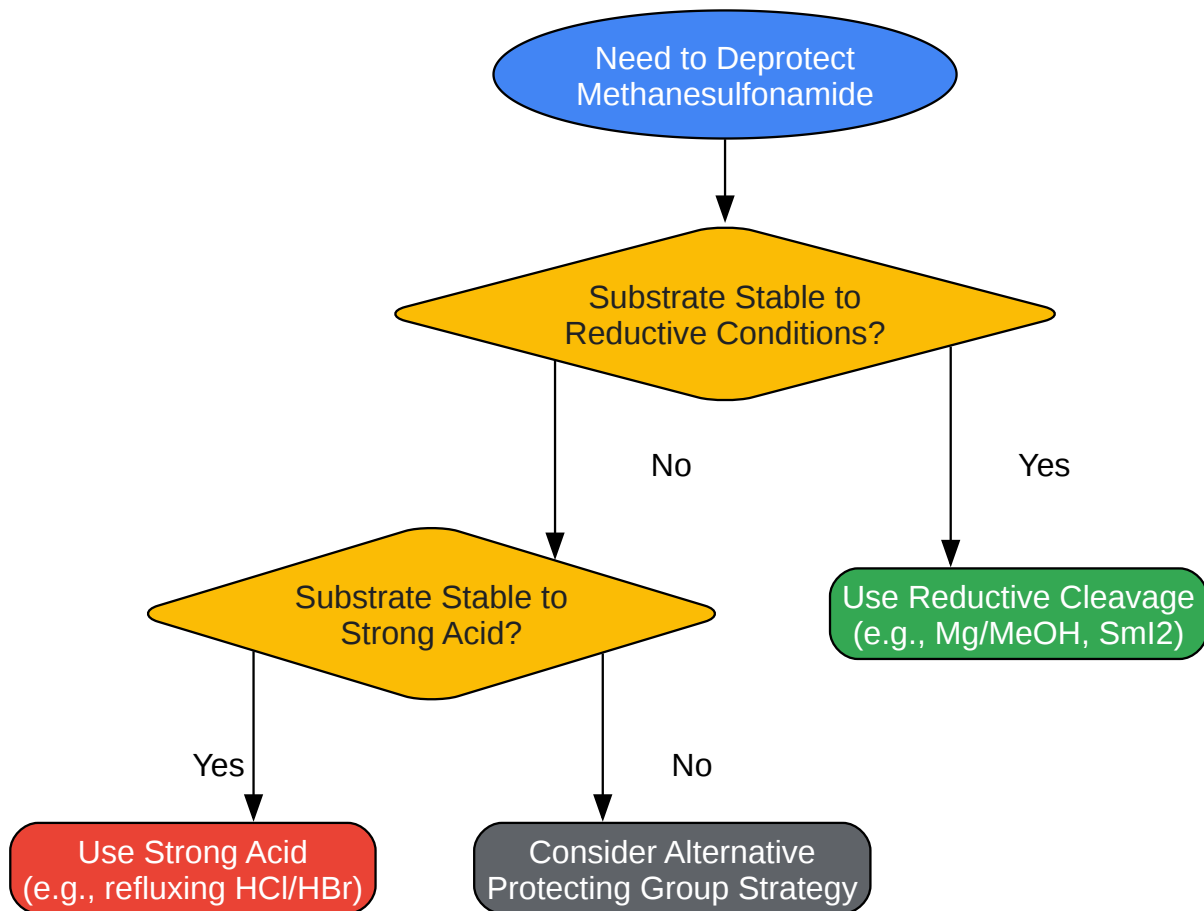 Need to Deprotect
Methanesulfonamide
Substrate Stable to
Reductive Conditions?
No
Yes
Substrate Stable to
Strong Acid?
Use Reductive Cleavage
(e.g., Mg/MeOH, SmI2)
Yes
No
Use Strong Acid
(e.g., refluxing HCl/HBr)
Consider Alternative
Protecting Group Strategy